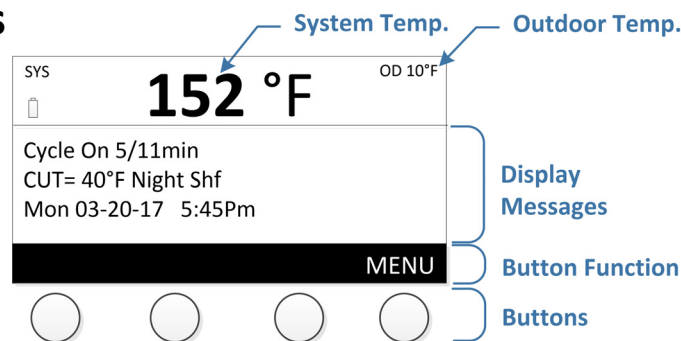 S
System Temp.
Outdoor Temp.
SYS
152 °F
OD 10°F
Cycle On 5/11min
CUT= 40°F Night Shf
Mon 03-20-17 5:45Pm
Display
Messages
MENU
Button Function
Buttons